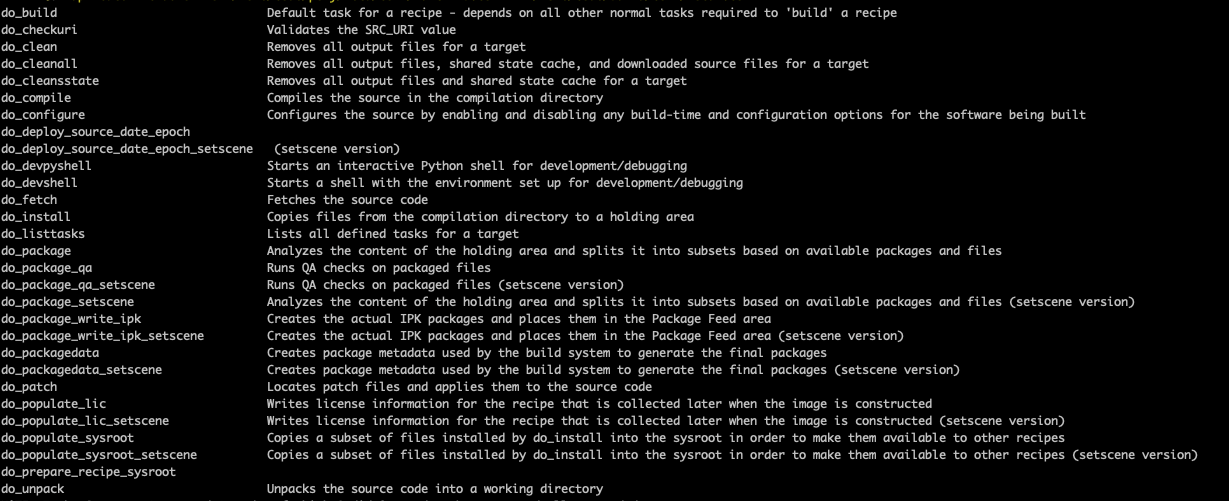 do_build Default task for a recipe - depends on all other normal tasks required to 'build' a recipe
do_checkuri Validates the SRC_URI value
do_clean Removes all output files for a target
do_cleanall Removes all output files, shared state cache, and downloaded source files for a target
do_cleansstate Removes all output files and shared state cache for a target
do_compile Compiles the source in the compilation directory
do_configure Configures the source by enabling and disabling any build-time and configuration options for the software being built
do_deploy_source_date_epoch
do_deploy_source_date_epoch_setscene (setscene version)
do_devpyshell Starts an interactive Python shell for development/debugging
do_devshell Starts a shell with the environment set up for development/debugging
do_fetch Fetches the source code
do_install Copies files from the compilation directory to a holding area
do_listtasks Lists all defined tasks for a target
do_package Analyzes the content of the holding area and splits it into subsets based on available packages and files
do_package_qa Runs QA checks on packaged files
do_package_qa_setscene Runs QA checks on packaged files (setscene version)
do_package_setscene Analyzes the content of the holding area and splits it into subsets based on available packages and files (setscene version)
do_package_write_ipk Creates the actual IPK packages and places them in the Package Feed area
do_package_write_ipk_setscene Creates the actual IPK packages and places them in the Package Feed area (setscene version)
do_packagedata Creates package metadata used by the build system to generate the final packages
do_packagedata_setscene Creates package metadata used by the build system to generate the final packages (setscene version)
do_patch Locates patch files and applies them to the source code
do_populate_lic Writes license information for the recipe that is collected later when the image is constructed
do_populate_lic_setscene Writes license information for the recipe that is collected later when the image is constructed (setscene version)
do_populate_sysroot Copies a subset of files installed by do_install into the sysroot in order to make them available to other recipes
do_populate_sysroot_setscene Copies a subset of files installed by do_install into the sysroot in order to make them available to other recipes (setscene version)
do_prepare_recipe_sysroot
do_unpack Unpacks the source code into a working directory